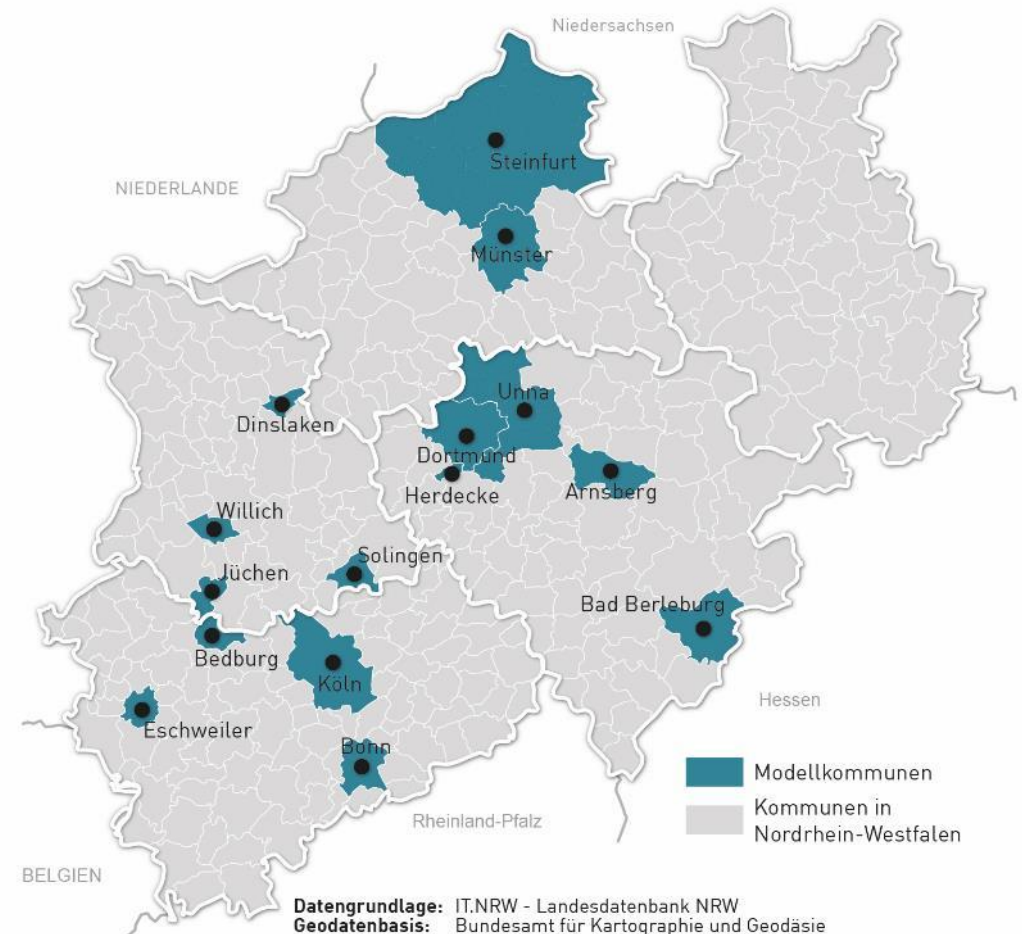 Niedersachsen
Steinfurt
NIEDERLANDE
Münster
Unna
Dinslaken
Dortmund
Herdecke
Arnsberg
Willich
Solingen
Jüchen
Bad Berleburg
Bedburg
Köln
Hessen
Eschweiler
Bonn
Modellkommunen
Kommunen in
Nordrhein-Westfalen
Rheinland-Pfalz
BELGIEN
Datengrundlage: IT.NRW - Landesdatenbank NRW
Geodatenbasis: Bundesamt für Kartographie und Geodäsie